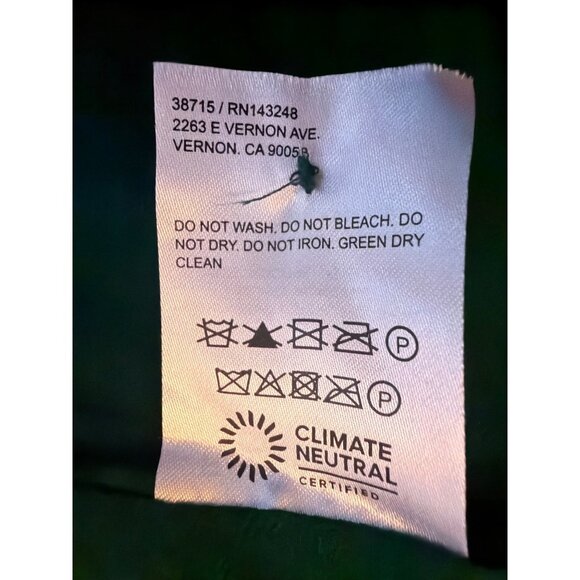 38715 / RN143248
2263 E VERNON AVE.
VERNON. CA 90058
DO NOT WASH. DO NOT BLEACH. DO
NOT DRY. DO NOT IRON. GREEN DRY
CLEAN
P
P
CLIMATE
NEUTRAL
CERTIFIED